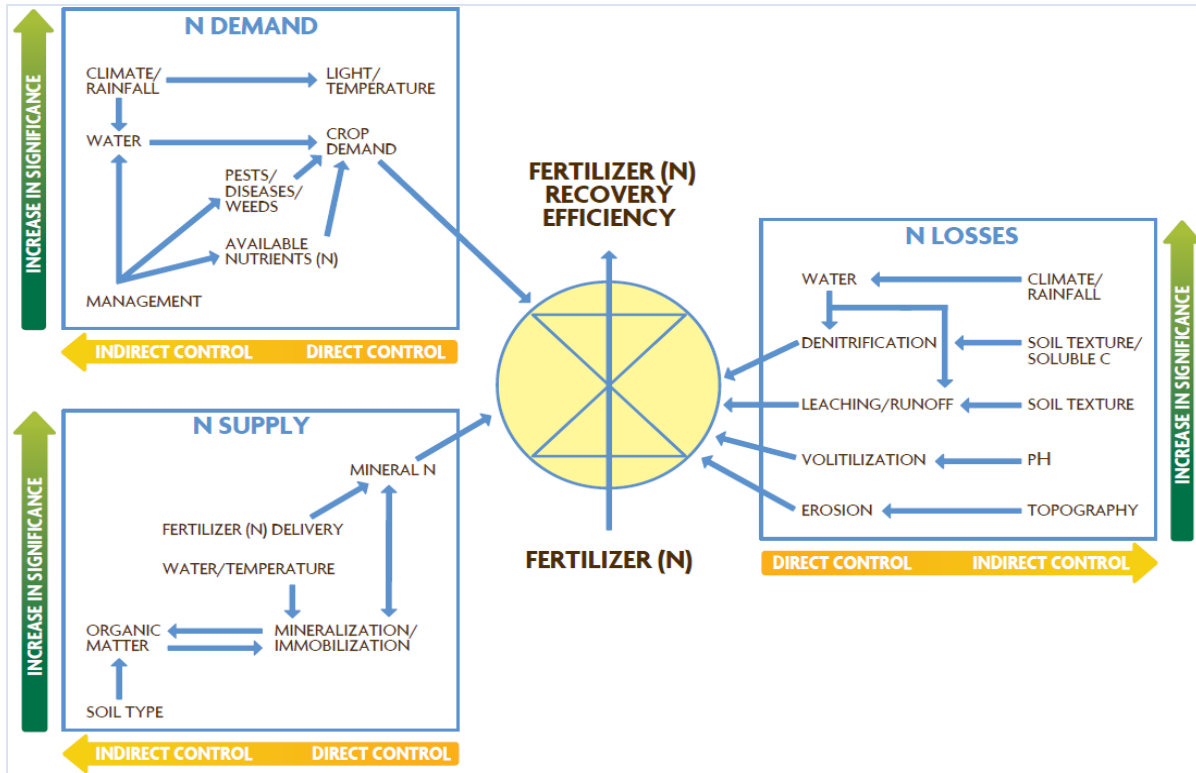 INCREASE IN SIGNIFICANCE
N DEMAND
CLIMATE/
RAINFALL
LIGHT/
TEMPERATURE
WATER
CROP
DEMAND
PESTS/
DISEASES/
WEEDS
AVAILABLE
NUTRIENTS (N)
MANAGEMENT
INDIRECT CONTROL
DIRECT CONTROL
INCREASE IN SIGNIFICANCE
N SUPPLY
MINERAL N
FERTILIZER (N) DELIVERY
WATER/TEMPERATURE
ORGANIC
MATTER
MINERALIZATION/
IMMOBILIZATION
SOIL TYPE
INDIRECT CONTROL
DIRECT CONTROL
FERTILIZER (N)
RECOVERY
EFFICIENCY
FERTILIZER (N)
N LOSSES
WATER
CLIMATE/
RAINFALL
DENITRIFICATION
SOIL TEXTURE/
SOLUBLE C
LEACHING/RUNOFF
SOIL TEXTURE
VOLITILIZATION
PH
EROSION
TOPOGRAPHY
DIRECT CONTROL
INDIRECT CONTROL
INCREASE IN SIGNIFICANCE